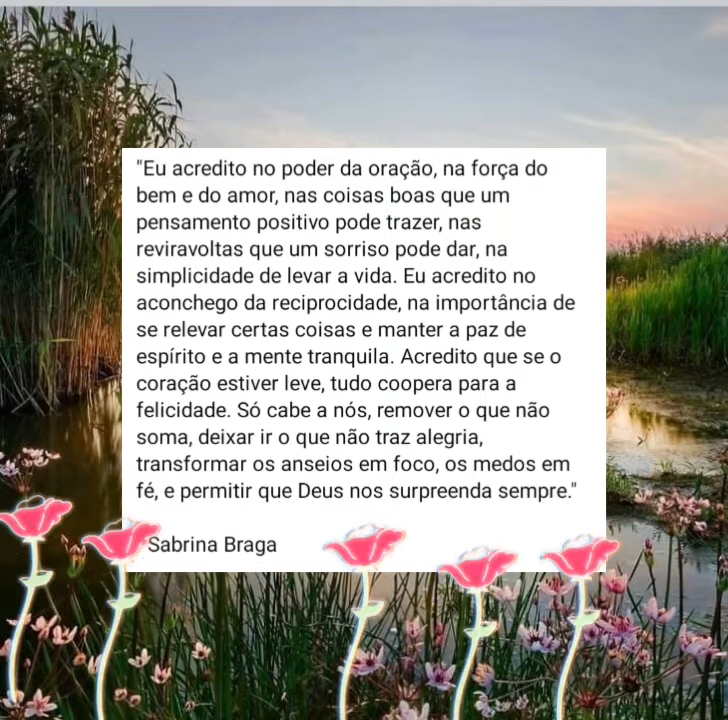 "Eu acredito no poder da oração, na força do
bem e do amor, nas coisas boas que um
pensamento positivo pode trazer, nas
reviravoltas que um sorriso pode dar, na
simplicidade de levar a vida. Eu acredito no
aconchego da reciprocidade, na importância de
se relevar certas coisas e manter a paz de
espírito e a mente tranquila. Acredito que se o
coração estiver leve, tudo coopera para a
felicidade. Só cabe a nós, remover o que não
soma, deixar ir o que não traz alegria,
transformar os anseios em foco, os medos em
fé, e permitir que Deus nos surpreenda sempre."
Sabrina Braga